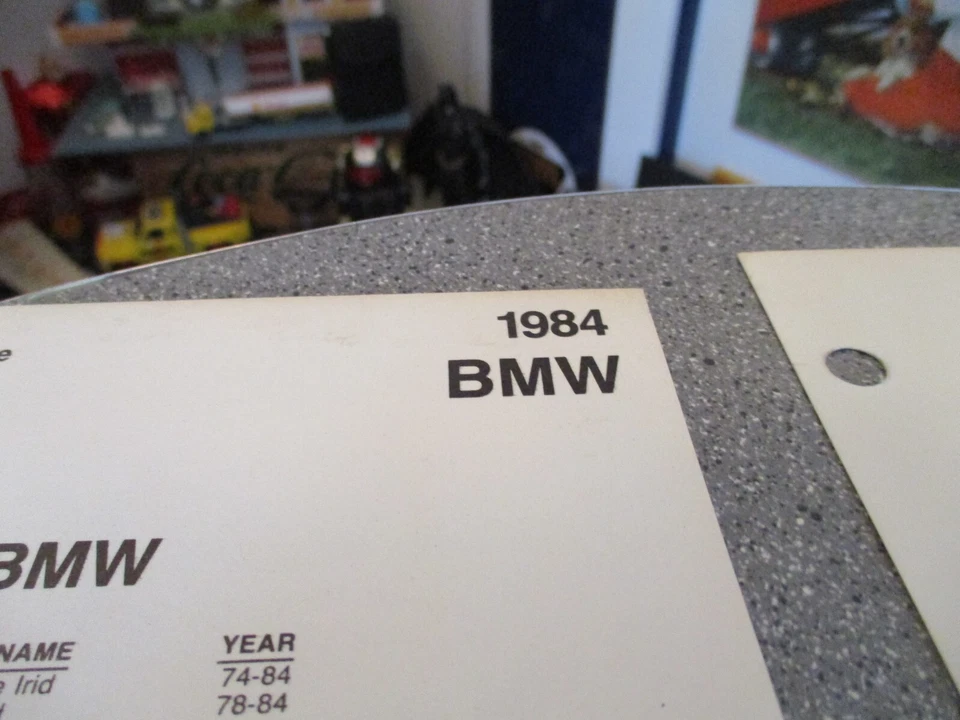 1984
BMW
e
BMW
NAME YEAR
e Irid 74-84
78-84